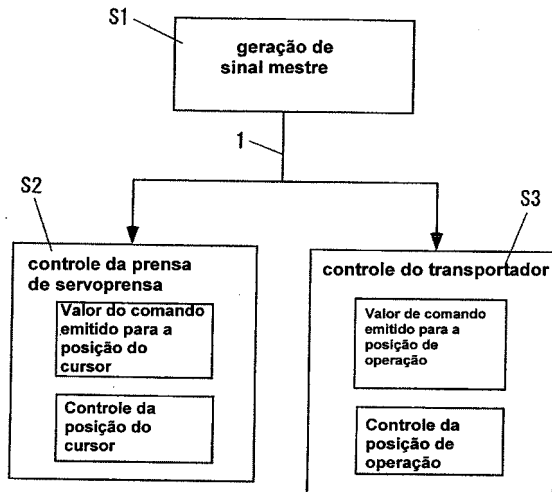 S1
geração de
sinal mestre
1
S2
S3
controle da prensa
de servoprensa
Valor do comando
emitido para a
posição do
cursor
Controle da
posição do
cursor
controle do transportador
Valor de comando
emitido para a
posição de
operação
Controle da
posição de
operação